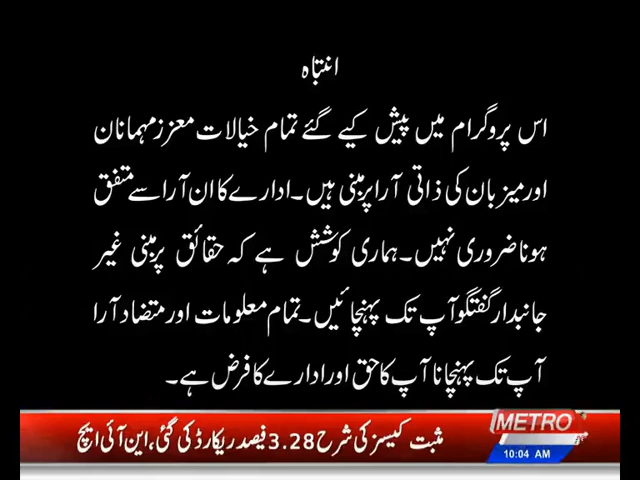 انتباہ
اس پروگرام میں پیش کیے گئے تمام خیالات معزز مہمانان
اور میزبان کی ذاتی آرا پر مبنی ہیں۔ ادارے کا ان آرا سے متفق
ہونا ضروری نہیں۔ ہماری کوشش ہے کہ حقائق پر مبنی غیر
جانبدار گفتگو آپ تک پہنچائیں۔ تمام معلومات اور متضاد آرا
آپ تک پہنچانا آپ کا حق اور ادارے کا فرض ہے۔
مثبت کیسز کی شرح 3.28 فیصد ریکارڈ کی گئی، این آئی ایچ
METRO
10:04 AM